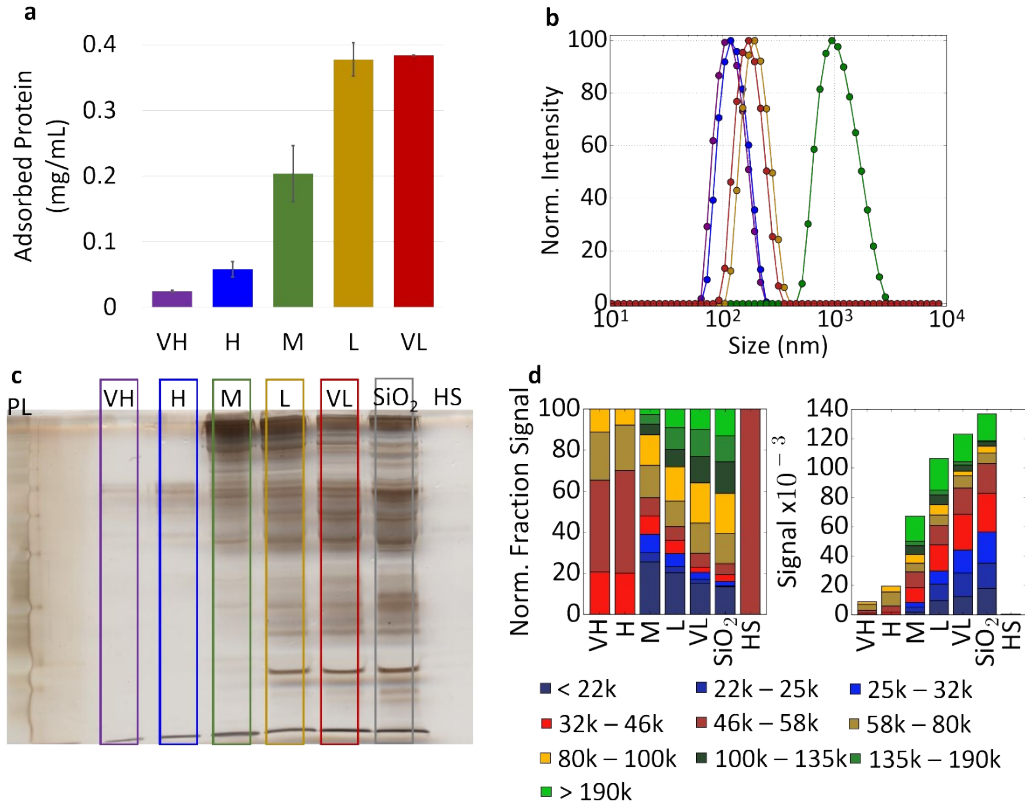 a
Adsorbed Protein
(mg/mL)
0.4
0.3
0.2
0.1
0
VH H M L VL
b
Norm. Intensity
100
80
60
40
20
0
10¹ 10² 10³ 10⁴
Size (nm)
c
PL VH H M L VL SiO₂ HS
d
Norm. Fraction Signal
100
80
60
40
20
0
VH H M L VL SiO₂ HS
Signal x10 − 3
140
120
100
80
60
40
20
0
VH H M L VL SiO₂ HS
< 22k 22k – 25k 25k – 32k
32k – 46k 46k – 58k 58k – 80k
80k – 100k 100k – 135k 135k – 190k
> 190k